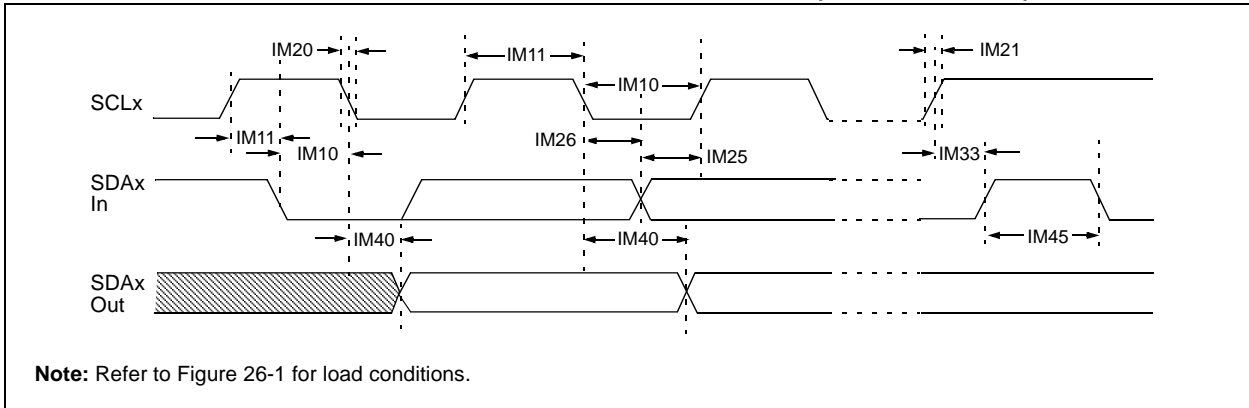 IM20
IM11
IM21
IM10
SCLx
IM11
IM26
IM10
IM25
IM33
SDAx
In
IM40
IM40
IM45
SDAx
Out
Note: Refer to Figure 26-1 for load conditions.